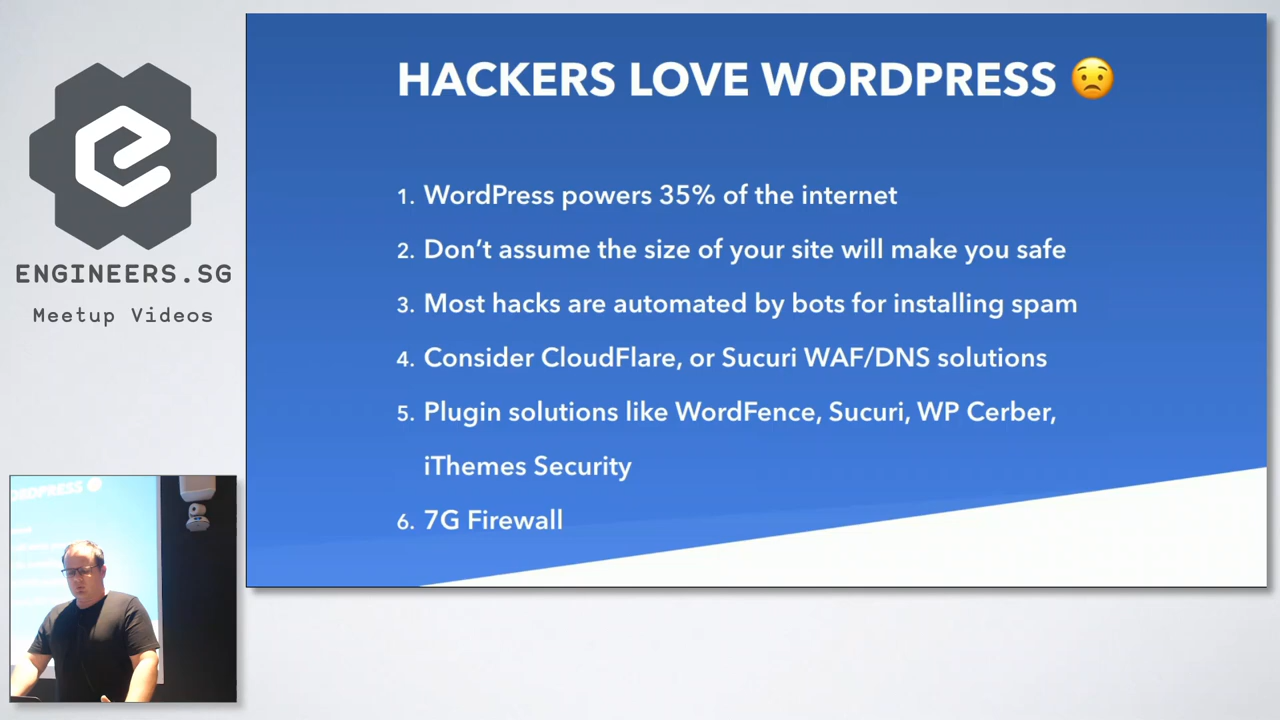 HACKERS LOVE WORDPRESS 😟
1. WordPress powers 35% of the internet
2. Don’t assume the size of your site will make you safe
3. Most hacks are automated by bots for installing spam
4. Consider CloudFlare, or Sucuri WAF/DNS solutions
5. Plugin solutions like WordFence, Sucuri, WP Cerber,
iThemes Security
6. 7G Firewall
ENGINEERS.SG
Meetup Videos